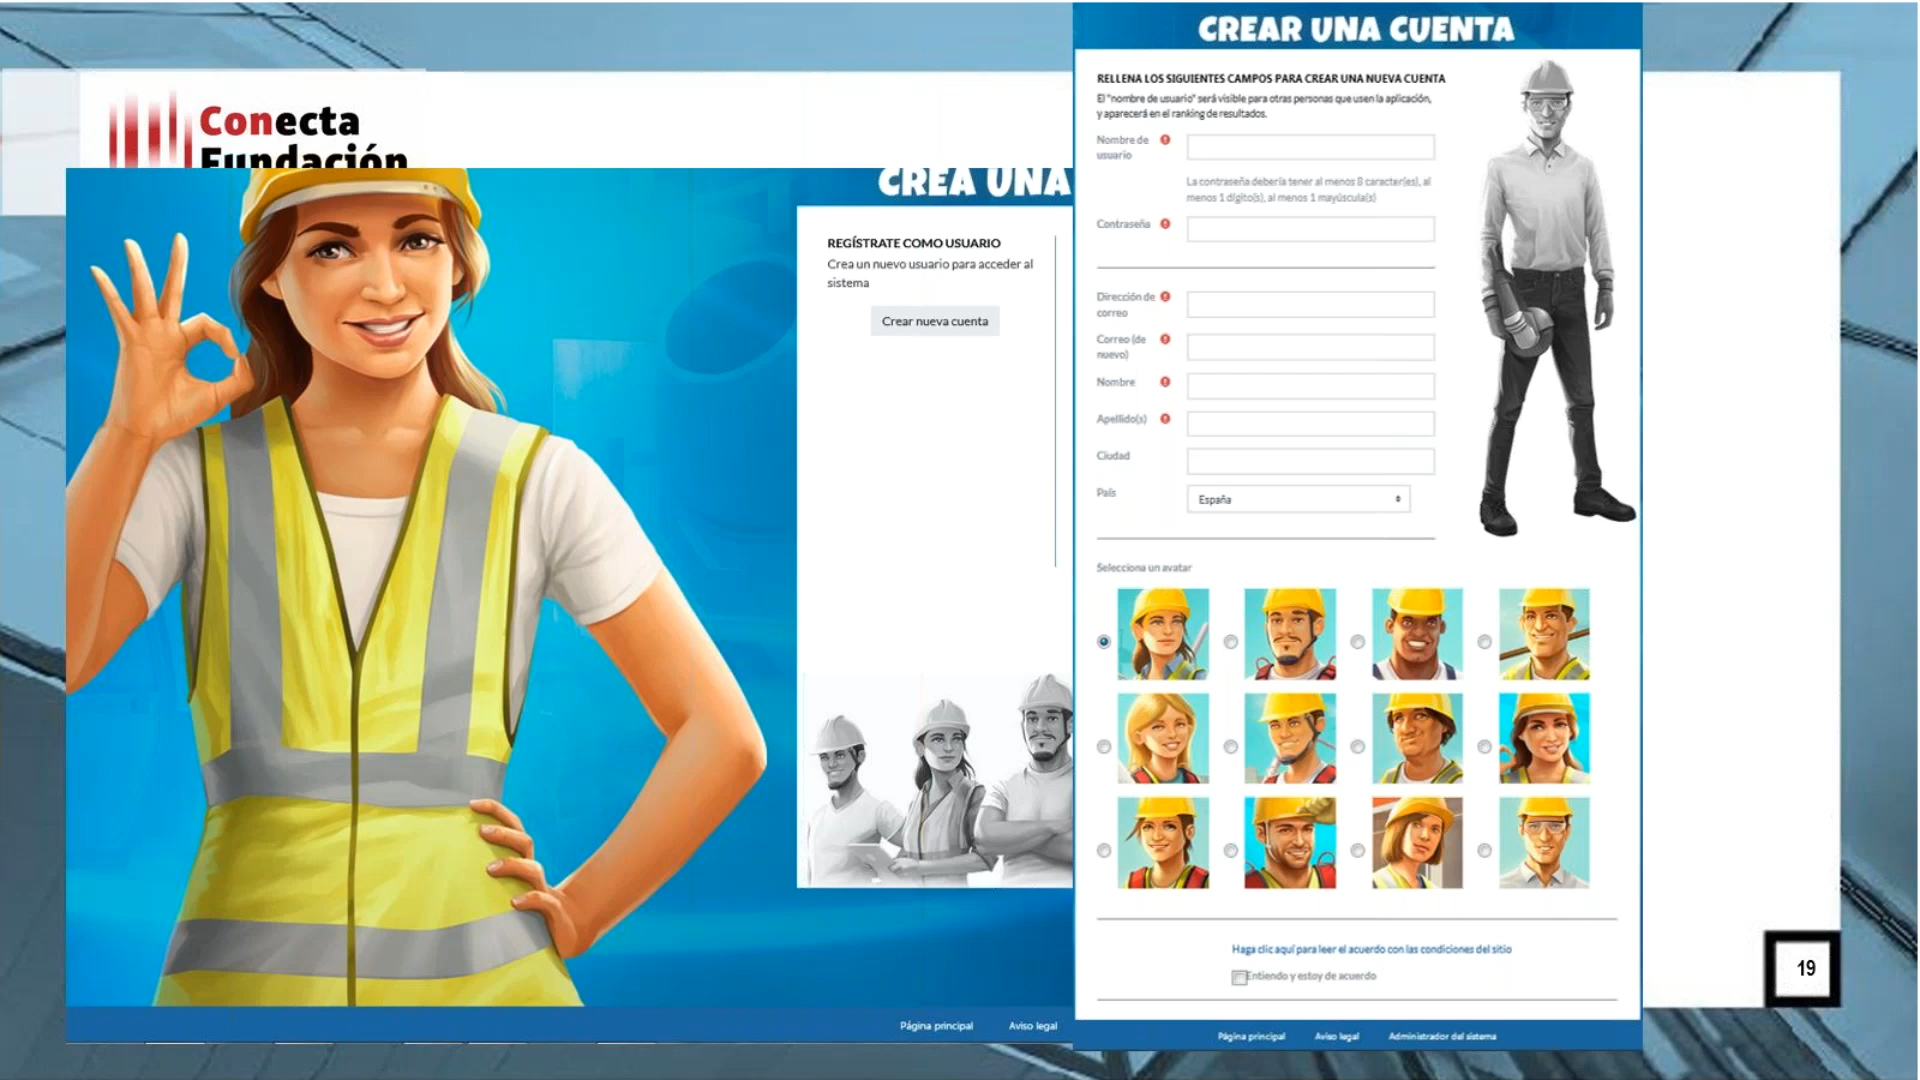 Conecta
Fundación
CREA UNA
REGÍSTRATE COMO USUARIO
Crea un nuevo usuario para acceder al
sistema
Crear nueva cuenta
Página principal
Aviso legal
CREAR UNA CUENTA
RELLENA LOS SIGUIENTES CAMPOS PARA CREAR UNA NUEVA CUENTA
El "nombre de usuario" será visible para otras personas que usen la aplicación,
y aparecerá en el ranking de resultados.
Nombre de
usuario
La contraseña debería tener al menos 8 caracter(es), al
menos 1 dígito(s), al menos 1 mayúscula(s)
Contraseña
Dirección de
correo
Correo (de
nuevo)
Nombre
Apellido(s)
Ciudad
País
España
Selecciona un avatar
Haga clic aquí para leer el acuerdo con las condiciones del sitio
Entiendo y estoy de acuerdo
Página principal
Aviso legal
Administrador del sistema
19